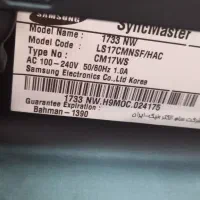 SAMSUNG SyncMaster
Model Name : 1733 NW
Model No : LS17CMNSF/HAC
Type No : CM17WS
AC 100-240V 50/60Hz 1.0A
Samsung Electronics Co.,Ltd Korea
1733 NW.H9MOC.024175
Guarantee Expiration :
Bahman - 1390